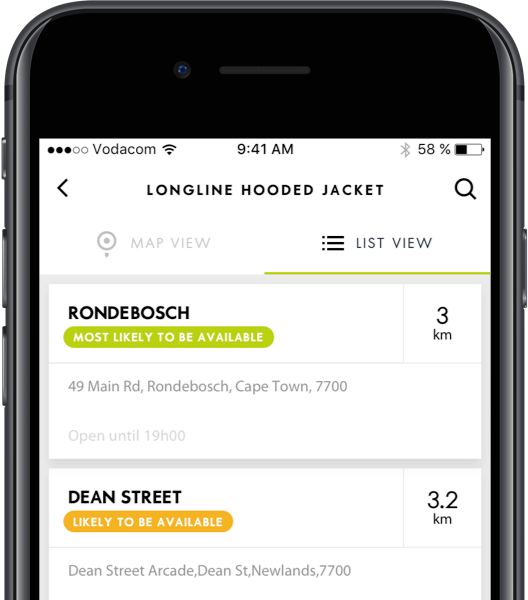 Vodacom 9:41 AM 58 %
LONGLINE HOODED JACKET
MAP VIEW LIST VIEW
RONDEBOSCH 3
MOST LIKELY TO BE AVAILABLE km
49 Main Rd, Rondebosch, Cape Town, 7700
Open until 19h00
DEAN STREET 3.2
LIKELY TO BE AVAILABLE km
Dean Street Arcade,Dean St,Newlands,7700